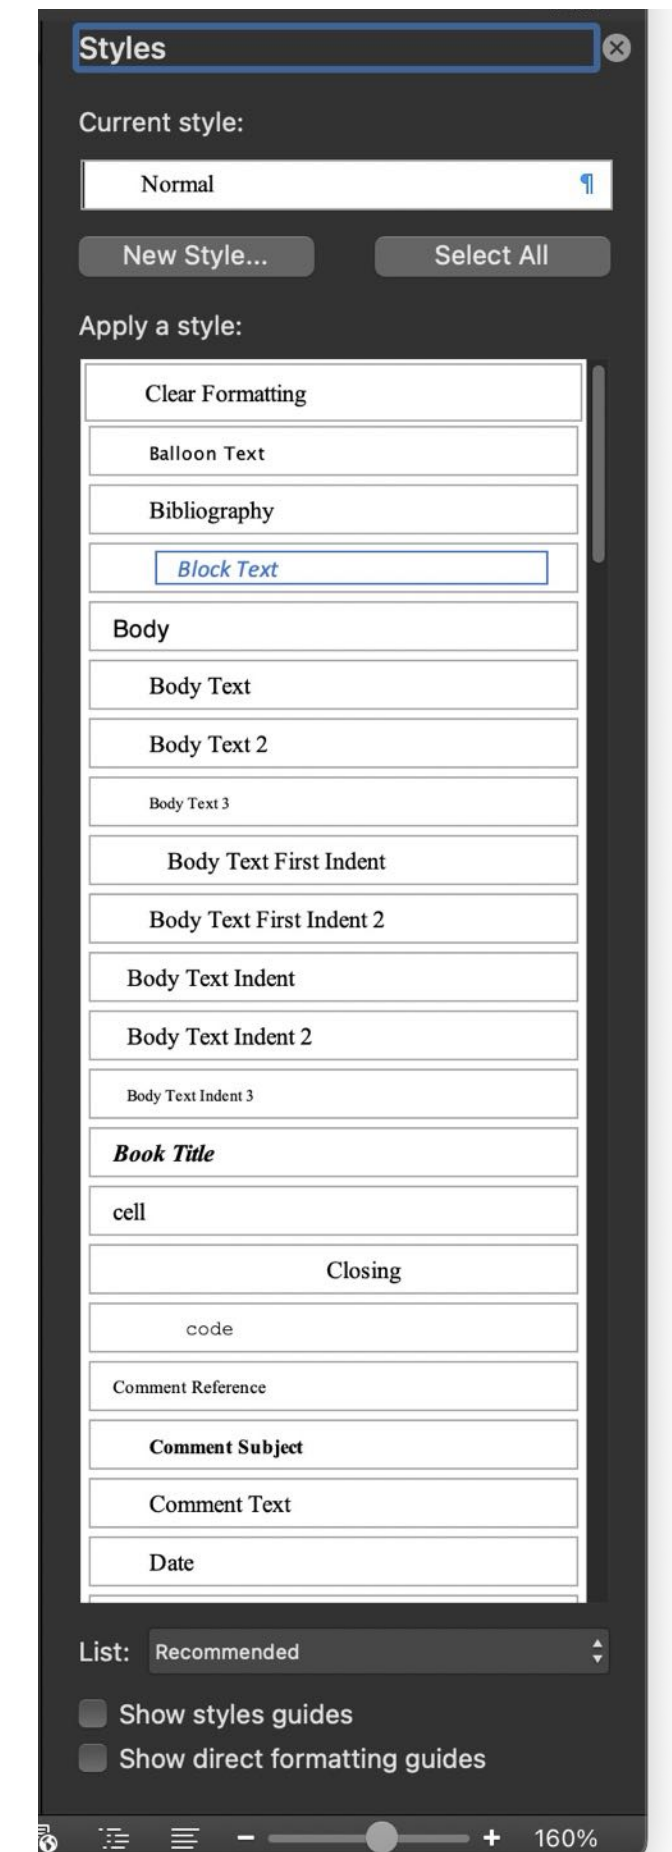 Styles
Current style:
Normal ¶
New Style... Select All
Apply a style:
Clear Formatting
Balloon Text
Bibliography
Block Text
Body
Body Text
Body Text 2
Body Text 3
Body Text First Indent
Body Text First Indent 2
Body Text Indent
Body Text Indent 2
Body Text Indent 3
Book Title
cell
Closing
code
Comment Reference
Comment Subject
Comment Text
Date
List: Recommended
Show styles guides
Show direct formatting guides
160%